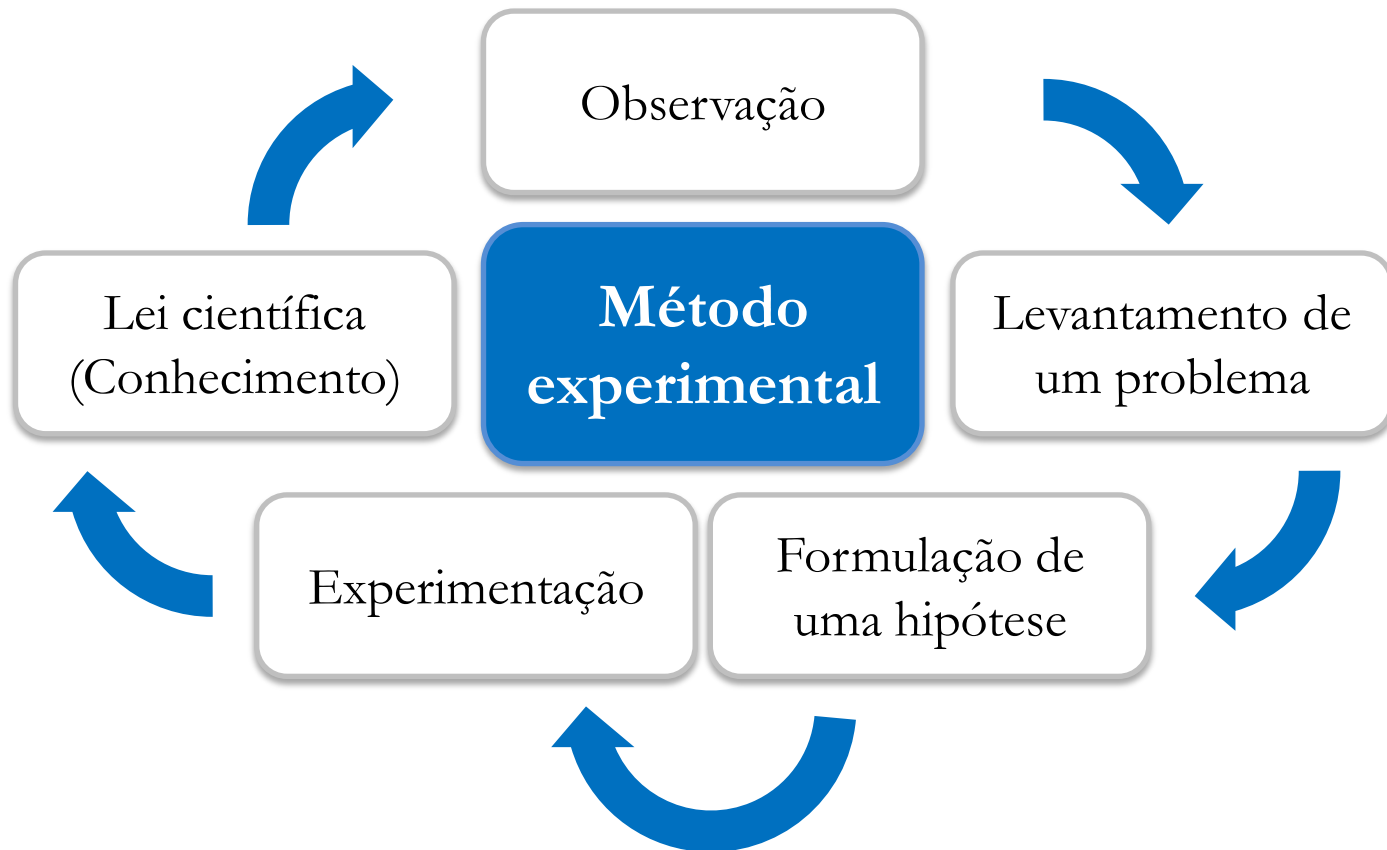 Observação
Método
experimental
Levantamento de
um problema
Formulação de
uma hipótese
Experimentação
Lei científica
(Conhecimento)